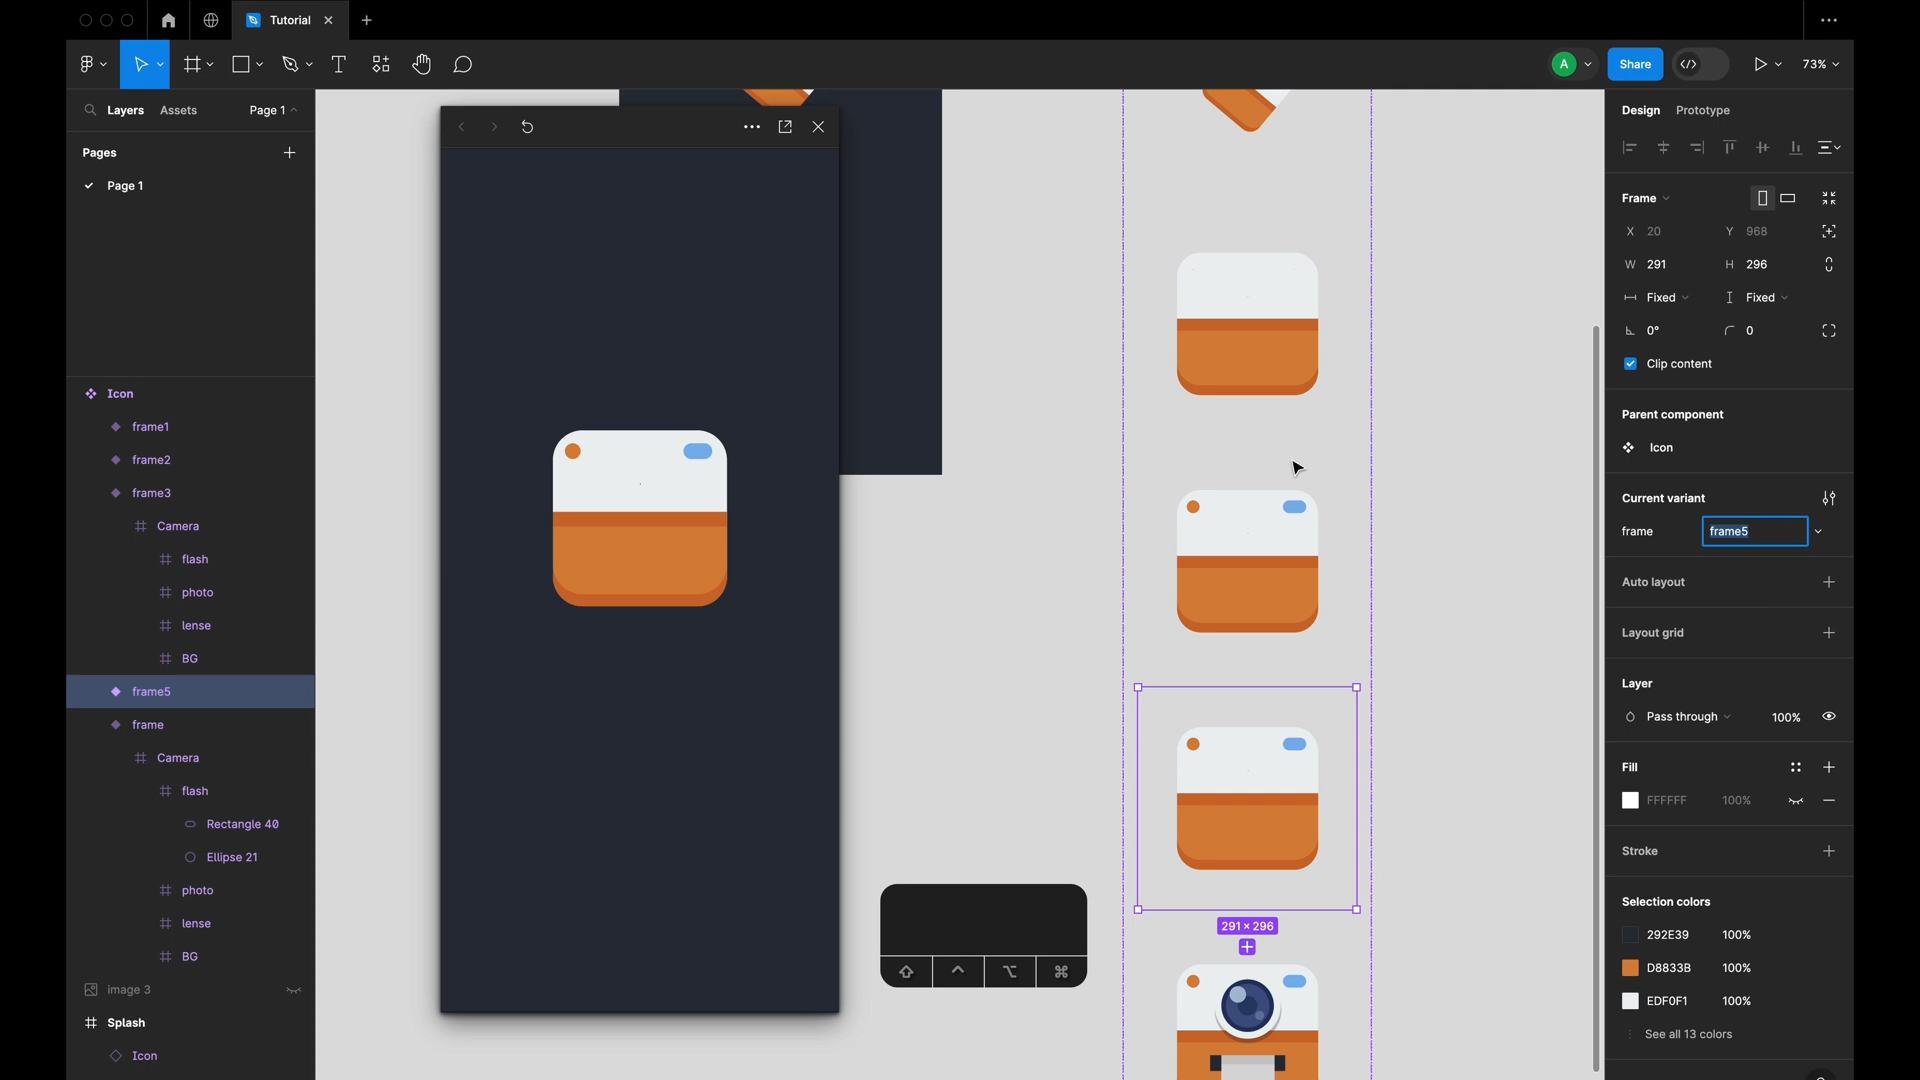 Tutorial
A
Share
73%
Layers
Assets
Page 1
Design
Prototype
Pages
Page 1
Frame
X 20
Y 968
W 291
H 296
Fixed
Fixed
0°
0
Clip content
Icon
frame1
frame2
frame3
Camera
flash
photo
lense
BG
frame5
frame
Camera
flash
Rectangle 40
Ellipse 21
photo
lense
BG
image 3
Splash
Icon
291 × 296
Parent component
Icon
Current variant
frame
frame5
Auto layout
Layout grid
Layer
Pass through
100%
Fill
FFFFFF
100%
Stroke
Selection colors
292E39
100%
D8833B
100%
EDF0F1
100%
See all 13 colors